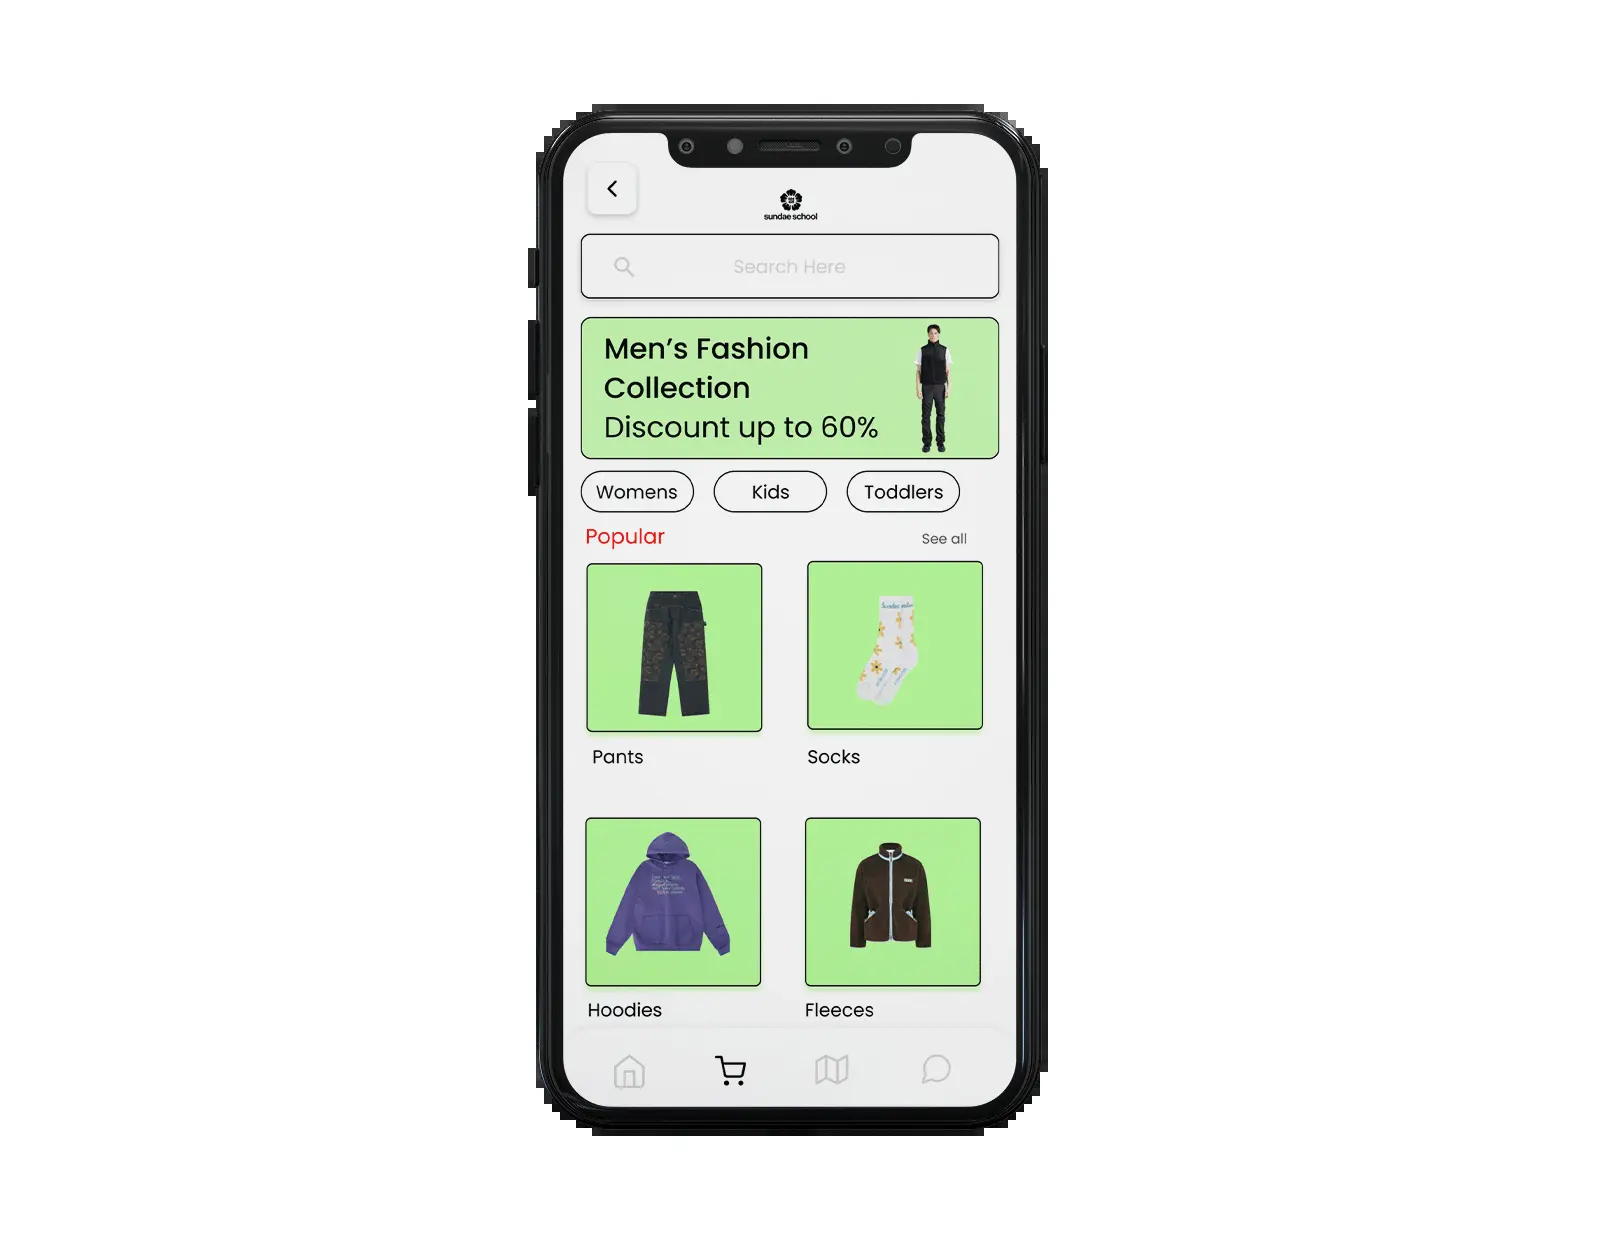 sundae school
Search Here
Men’s Fashion
Collection
Discount up to 60%
Womens
Kids
Toddlers
Popular
See all
Pants
Socks
Hoodies
Fleeces